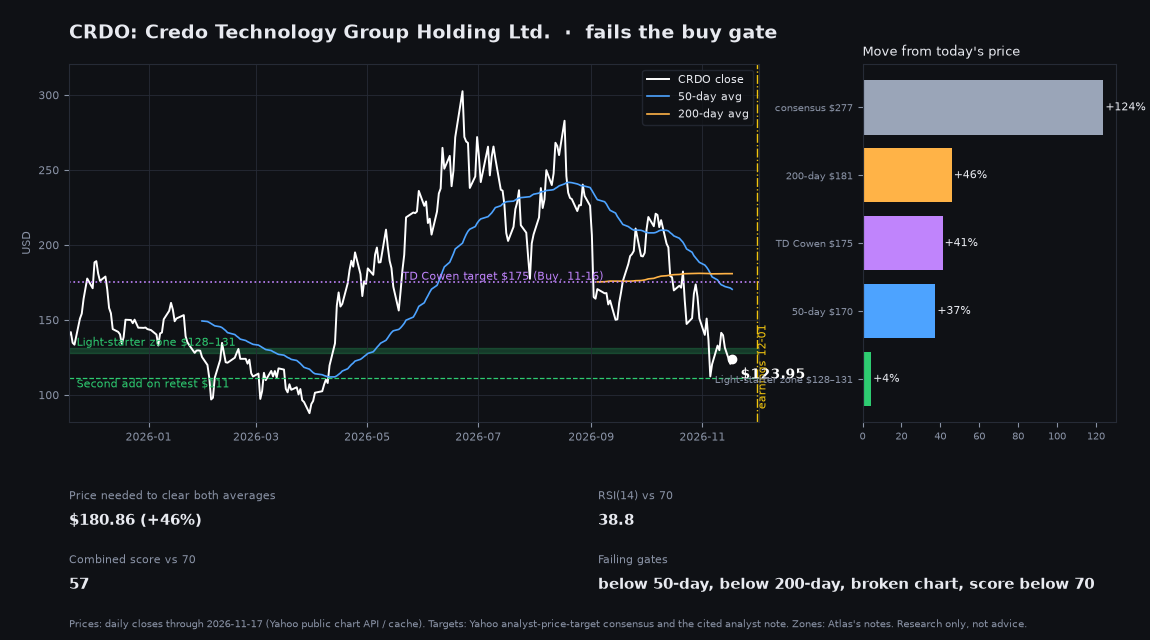 CRDO: Credo Technology Group Holding Ltd. · fails the buy gate
Move from today's price
CRDO close
50-day avg
200-day avg
300
250
200
150
100
USD
TD Cowen target $175 (Buy, 11-16)
Light-starter zone $128–131
Second add on retest $111
$123.95
earnings 12-01
2026-01
2026-03
2026-05
2026-07
2026-09
2026-11
consensus $277
+124%
200-day $181
+46%
TD Cowen $175
+41%
50-day $170
+37%
Light-starter zone $128–131
+4%
0
20
40
60
80
100
120
Price needed to clear both averages
$180.86 (+46%)
RSI(14) vs 70
38.8
Combined score vs 70
57
Failing gates
below 50-day, below 200-day, broken chart, score below 70
Prices: daily closes through 2026-11-17 (Yahoo public chart API / cache). Targets: Yahoo analyst-price-target consensus and the cited analyst note. Zones: Atlas's notes. Research only, not advice.